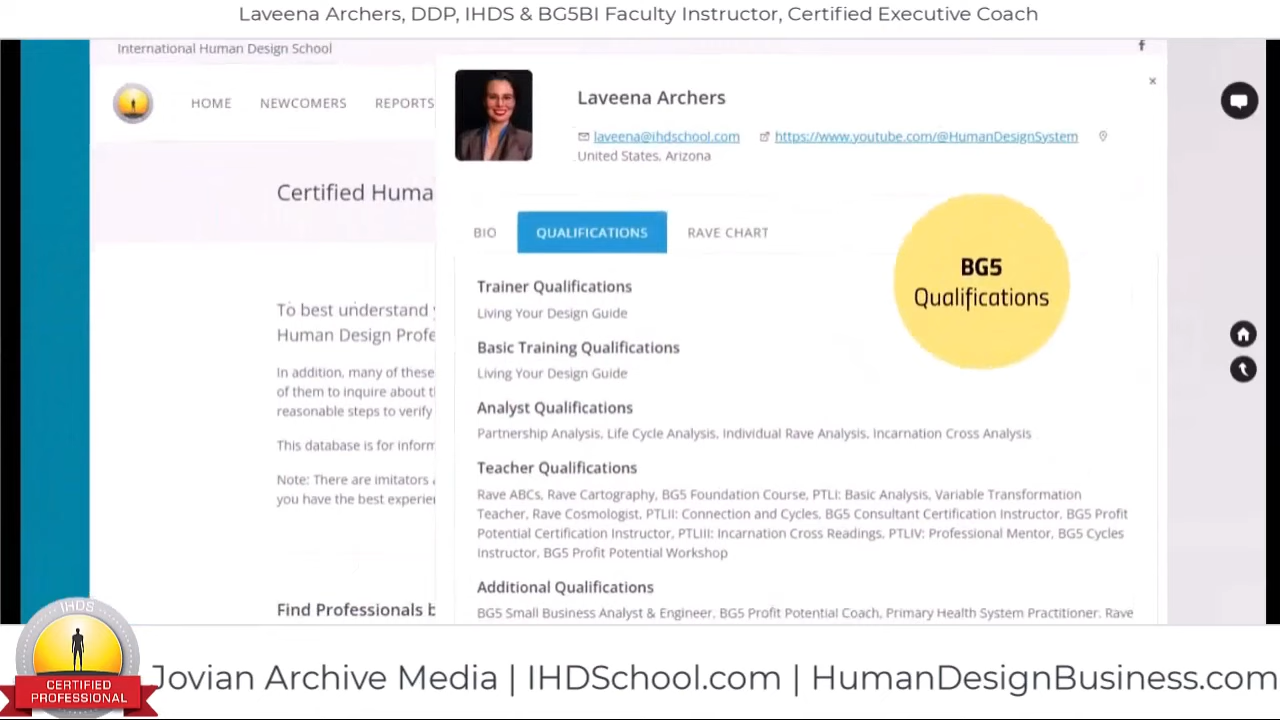 Laveena Archers, DDP, IHDS & BG5BI Faculty Instructor, Certified Executive Coach
International Human Design School
HOME NEWCOMERS REPORTS
Laveena Archers
laveena@ihdschool.com https://www.youtube.com/@HumanDesignSystem
United States, Arizona
Certified Huma
BIO QUALIFICATIONS RAVE CHART
BG5
Qualifications
To best understand
Human Design Profe
In addition, many of these
of them to inquire about t
reasonable steps to verify
This database is for inform
Note: There are imitators
you have the best experie
Find Professionals b
Trainer Qualifications
Living Your Design Guide
Basic Training Qualifications
Living Your Design Guide
Analyst Qualifications
Partnership Analysis, Life Cycle Analysis, Individual Rave Analysis, Incarnation Cross Analysis
Teacher Qualifications
Rave ABCs, Rave Cartography, BG5 Foundation Course, PTLI: Basic Analysis, Variable Transformation
Teacher, Rave Cosmologist, PTLII: Connection and Cycles, BG5 Consultant Certification Instructor, BG5 Profit
Potential Certification Instructor, PTLIII: Incarnation Cross Readings, PTLIV: Professional Mentor, BG5 Cycles
Instructor, BG5 Profit Potential Workshop
Additional Qualifications
BG5 Small Business Analyst & Engineer, BG5 Profit Potential Coach, Primary Health System Practitioner, Rave
IHDS
CERTIFIED
PROFESSIONAL
Jovian Archive Media | IHDSchool.com | HumanDesignBusiness.com